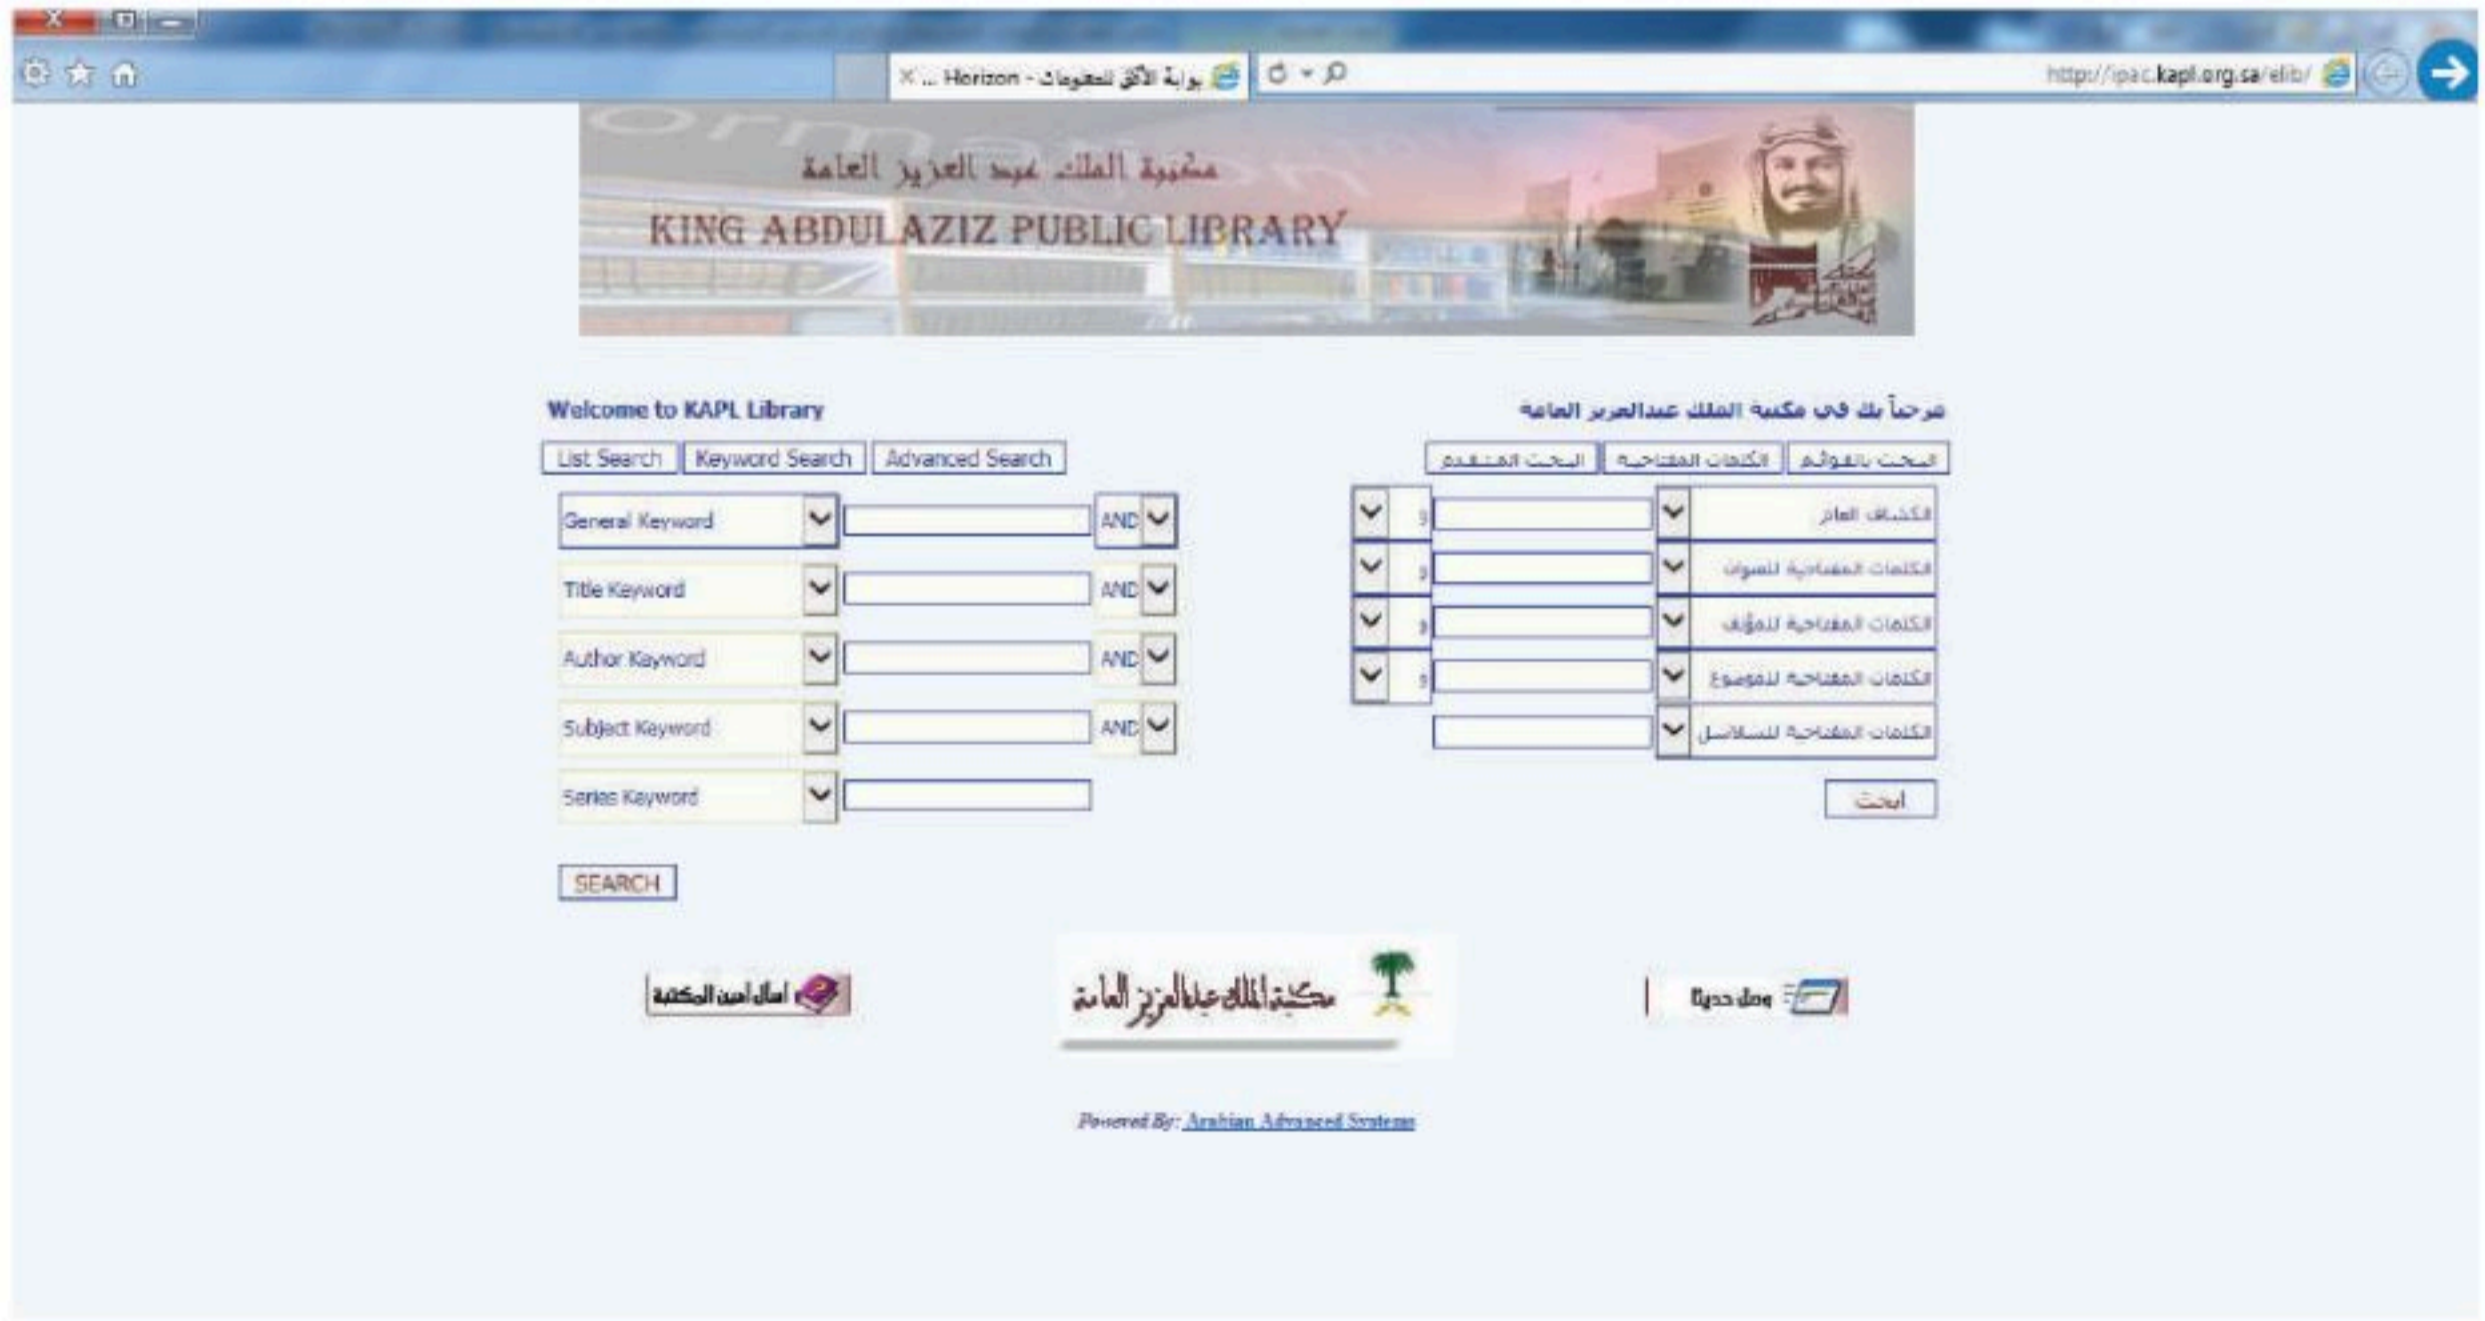 http://ipac.kapl.org.sa/elib/
بوابة الأفق للمعلومات - Horizon ...
مكتبة الملك عبد العزيز العامة
KING ABDULAZIZ PUBLIC LIBRARY
Welcome to KAPL Library
مرحباً بك في مكتبة الملك عبدالعزيز العامة
List Search Keyword Search Advanced Search
البحث بالقوائم الكلمات المفتاحية البحث المتقدم
General Keyword AND
الكشاف العام و
Title Keyword AND
الكلمات المفتاحية للعنوان و
Author Keyword AND
الكلمات المفتاحية للمؤلف و
Subject Keyword AND
الكلمات المفتاحية للموضوع و
Series Keyword
الكلمات المفتاحية للسلاسل
ابحث
SEARCH
وصل حديثا
مكتبة الملك عبدالعزيز العامة
اسأل أمين المكتبة
Powered By: Arabian Advanced Systems